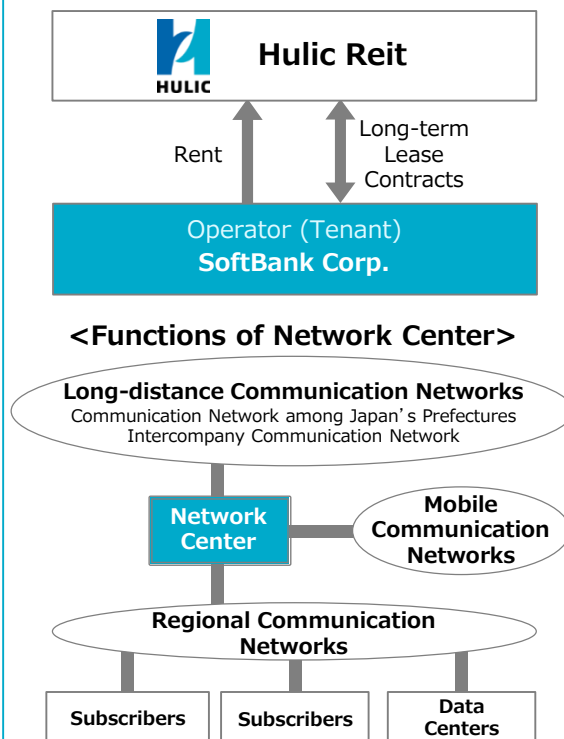 HULIC
Hulic Reit
Rent
Long-term
Lease
Contracts
Operator (Tenant)
SoftBank Corp.
<Functions of Network Center>
Long-distance Communication Networks
Communication Network among Japan's Prefectures
Intercompany Communication Network
Network
Center
Mobile
Communication
Networks
Regional Communication
Networks
Subscribers
Subscribers
Data
Centers